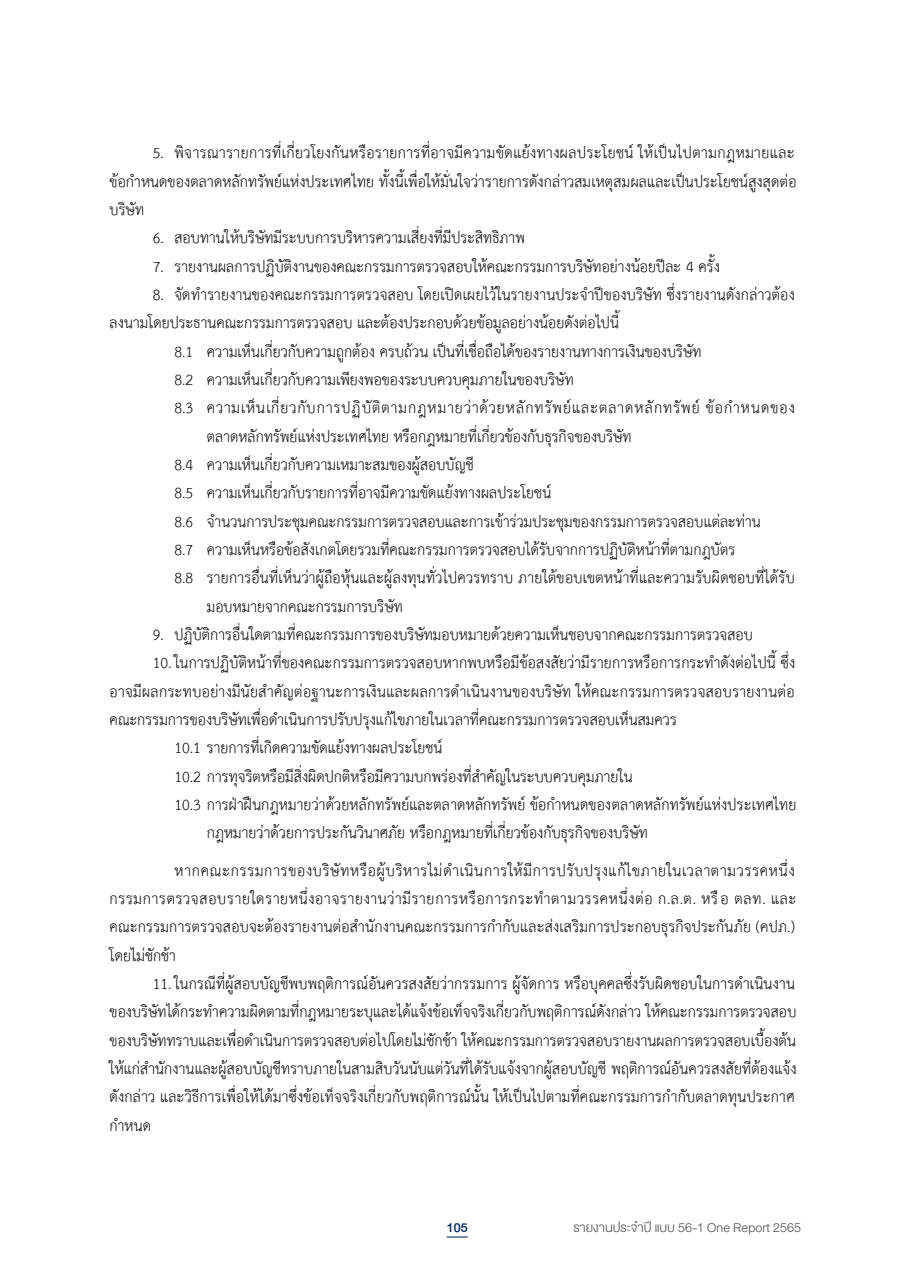 5. พิจารณารายการที่เกี่ยวโยงกันหรือรายการที่อาจมีความขัดแย้งทางผลประโยชน์ ให้เป็นไปตามกฎหมายและ
ข้อกำหนดของตลาดหลักทรัพย์แห่งประเทศไทย ทั้งนี้เพื่อให้มั่นใจว่ารายการดังกล่าวสมเหตุสมผลและเป็นประโยชน์สูงสุดต่อ
บริษัท
6. สอบทานให้บริษัทมีระบบการบริหารความเสี่ยงที่มีประสิทธิภาพ
7. รายงานผลการปฏิบัติงานของคณะกรรมการตรวจสอบให้คณะกรรมการบริษัทอย่างน้อยปีละ 4 ครั้ง
8. จัดทำรายงานของคณะกรรมการตรวจสอบ โดยเปิดเผยไว้ในรายงานประจำปีของบริษัท ซึ่งรายงานดังกล่าวต้อง
ลงนามโดยประธานคณะกรรมการตรวจสอบ และต้องประกอบด้วยข้อมูลอย่างน้อยดังต่อไปนี้
8.1 ความเห็นเกี่ยวกับความถูกต้อง ครบถ้วน เป็นที่เชื่อถือได้ของรายงานทางการเงินของบริษัท
8.2 ความเห็นเกี่ยวกับความเพียงพอของระบบควบคุมภายในของบริษัท
8.3 ความเห็นเกี่ยวกับการปฏิบัติตามกฎหมายว่าด้วยหลักทรัพย์และตลาดหลักทรัพย์ ข้อกำหนดของ
ตลาดหลักทรัพย์แห่งประเทศไทย หรือกฎหมายที่เกี่ยวข้องกับธุรกิจของบริษัท
8.4 ความเห็นเกี่ยวกับความเหมาะสมของผู้สอบบัญชี
8.5 ความเห็นเกี่ยวกับรายการที่อาจมีความขัดแย้งทางผลประโยชน์
8.6 จำนวนการประชุมคณะกรรมการตรวจสอบและการเข้าร่วมประชุมของกรรมการตรวจสอบแต่ละท่าน
8.7 ความเห็นหรือข้อสังเกตโดยรวมที่คณะกรรมการตรวจสอบได้รับจากการปฏิบัติหน้าที่ตามกฎบัตร
8.8 รายการอื่นที่เห็นว่าผู้ถือหุ้นและผู้ลงทุนทั่วไปควรทราบ ภายใต้ขอบเขตหน้าที่และความรับผิดชอบที่ได้รับ
มอบหมายจากคณะกรรมการบริษัท
9. ปฏิบัติการอื่นใดตามที่คณะกรรมการของบริษัทมอบหมายด้วยความเห็นชอบจากคณะกรรมการตรวจสอบ
10. ในการปฏิบัติหน้าที่ของคณะกรรมการตรวจสอบหากพบหรือมีข้อสงสัยว่ามีรายการหรือการกระทำดังต่อไปนี้ ซึ่ง
อาจมีผลกระทบอย่างมีนัยสำคัญต่อฐานะการเงินและผลการดำเนินงานของบริษัท ให้คณะกรรมการตรวจสอบรายงานต่อ
คณะกรรมการของบริษัทเพื่อดำเนินการปรับปรุงแก้ไขภายในเวลาที่คณะกรรมการตรวจสอบเห็นสมควร
10.1 รายการที่เกิดความขัดแย้งทางผลประโยชน์
10.2 การทุจริตหรือมีสิ่งผิดปกติหรือมีความบกพร่องที่สำคัญในระบบควบคุมภายใน
10.3 การฝ่าฝืนกฎหมายว่าด้วยหลักทรัพย์และตลาดหลักทรัพย์ ข้อกำหนดของตลาดหลักทรัพย์แห่งประเทศไทย
กฎหมายว่าด้วยการประกันวินาศภัย หรือกฎหมายที่เกี่ยวข้องกับธุรกิจของบริษัท
หากคณะกรรมการของบริษัทหรือผู้บริหารไม่ดำเนินการให้มีการปรับปรุงแก้ไขภายในเวลาตามวรรคหนึ่ง
กรรมการตรวจสอบรายใดรายหนึ่งอาจรายงานว่ามีรายการหรือการกระทำตามวรรคหนึ่งต่อ ก.ล.ต. หรือ ตลท. และ
คณะกรรมการตรวจสอบจะต้องรายงานต่อสำนักงานคณะกรรมการกำกับและส่งเสริมการประกอบธุรกิจประกันภัย (คปภ.)
โดยไม่ชักช้า
11. ในกรณีที่ผู้สอบบัญชีพบพฤติการณ์อันควรสงสัยว่ากรรมการ ผู้จัดการ หรือบุคคลซึ่งรับผิดชอบในการดำเนินงาน
ของบริษัทได้กระทำความผิดตามที่กฎหมายระบุและได้แจ้งข้อเท็จจริงเกี่ยวกับพฤติการณ์ดังกล่าว ให้คณะกรรมการตรวจสอบ
ของบริษัททราบและเพื่อดำเนินการตรวจสอบต่อไปโดยไม่ชักช้า ให้คณะกรรมการตรวจสอบรายงานผลการตรวจสอบเบื้องต้น
ให้แก่สำนักงานและผู้สอบบัญชีทราบภายในสามสิบวันนับแต่วันที่ได้รับแจ้งจากผู้สอบบัญชี พฤติการณ์อันควรสงสัยที่ต้องแจ้ง
ดังกล่าว และวิธีการเพื่อให้ได้มาซึ่งข้อเท็จจริงเกี่ยวกับพฤติการณ์นั้น ให้เป็นไปตามที่คณะกรรมการกำกับตลาดทุนประกาศ
กำหนด
105 รายงานประจำปี แบบ 56-1 One Report 2565